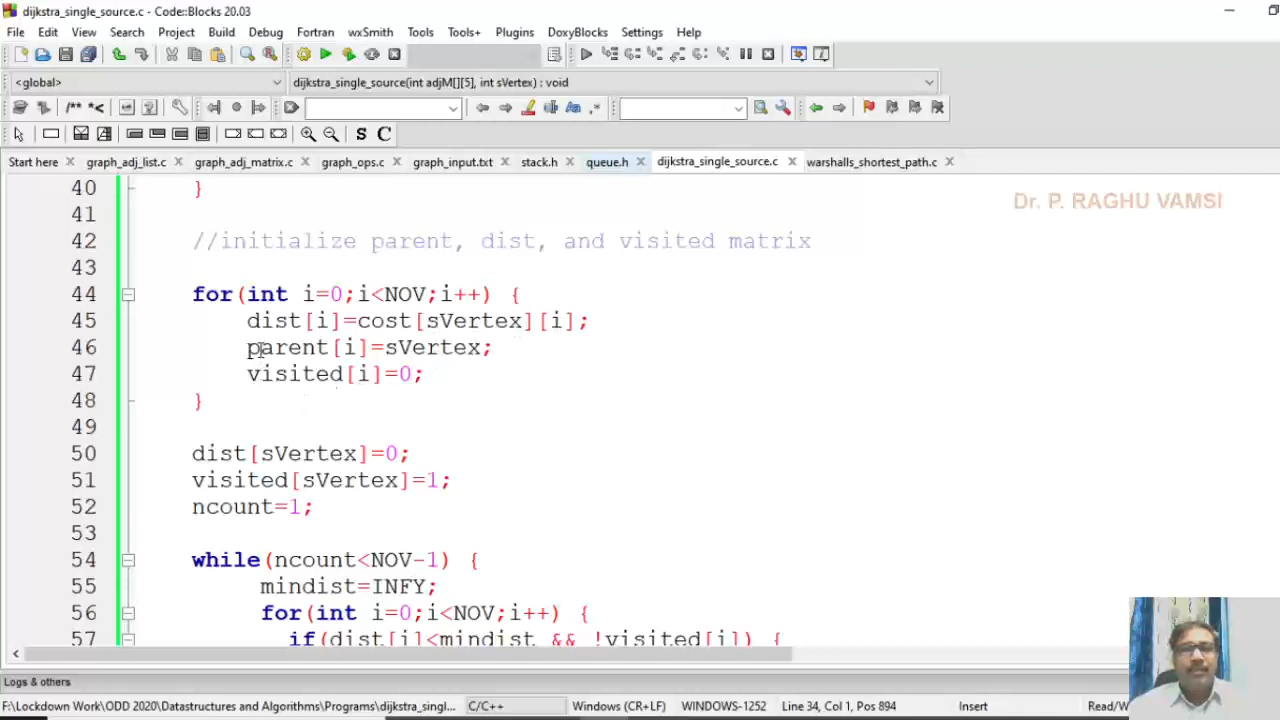 dijkstra_single_source.c - Code::Blocks 20.03
File Edit View Search Project Build Debug Fortran wxSmith Tools Tools+ Plugins DoxyBlocks Settings Help
<global> dijkstra_single_source(int adjM[][5], int sVertex) : void
/** *< .* S C
Start here graph_adj_list.c graph_adj_matrix.c graph_ops.c graph_input.txt stack.h queue.h dijkstra_single_source.c warshalls_shortest_path.c
Dr. P. RAGHU VAMSI
40 }
41
42 //initialize parent, dist, and visited matrix
43
44 for(int i=0;i<NOV;i++) {
45 dist[i]=cost[sVertex][i];
46 parent[i]=sVertex;
47 visited[i]=0;
48 }
49
50 dist[sVertex]=0;
51 visited[sVertex]=1;
52 ncount=1;
53
54 while(ncount<NOV-1) {
55 mindist=INFY;
56 for(int i=0;i<NOV;i++) {
57 if(dist[i]<mindist && !visited[i]) {
Logs & others
F:\Lockdown Work\ODD 2020\Datastructures and Algorithms\Programs\dijkstra_singl... C/C++ Windows (CR+LF) WINDOWS-1252 Line 34, Col 1, Pos 894 Insert Read/W